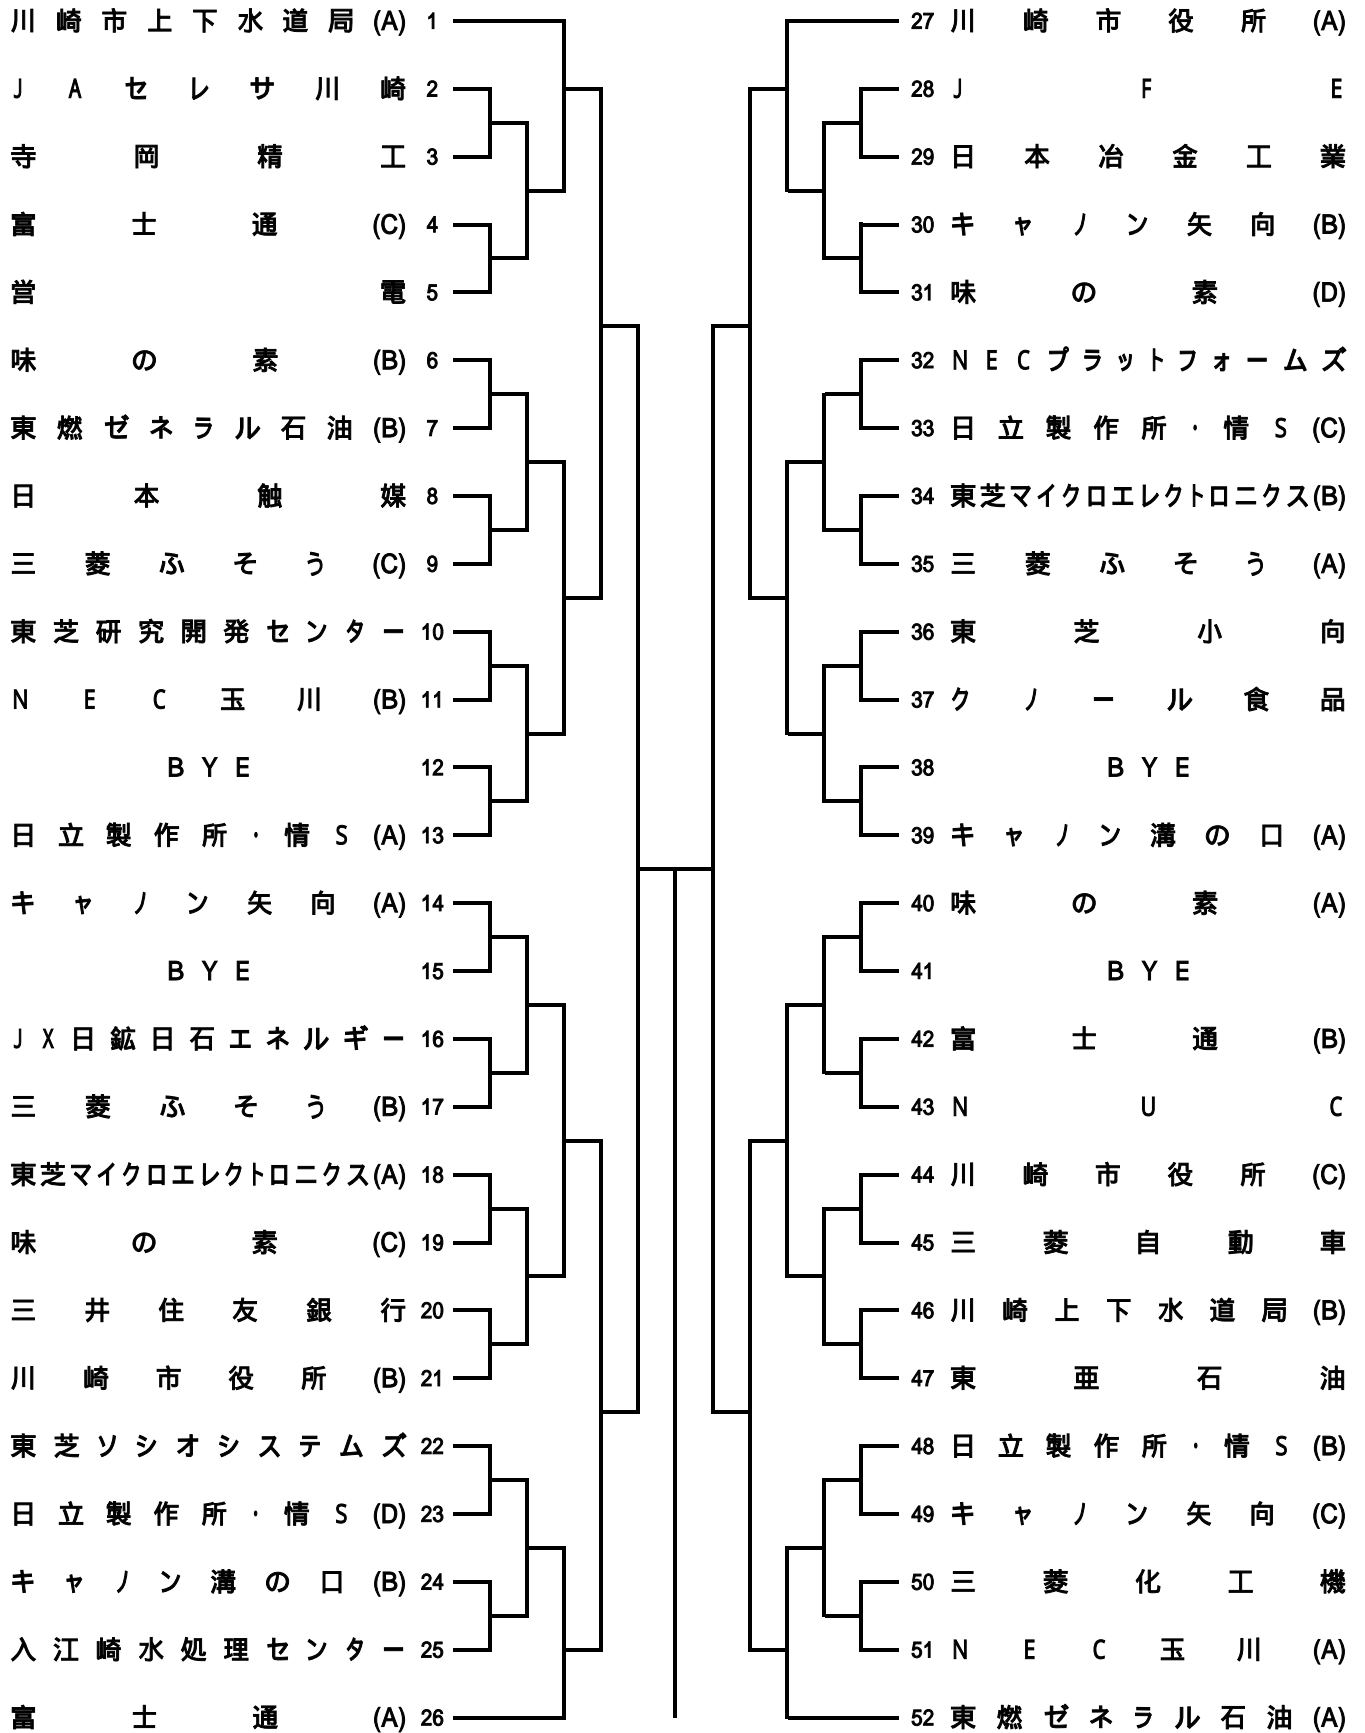 川崎市上下水道局(A) 1
JAセレサ川崎 2
寺岡精工 3
富士通(C) 4
営電 5
味の素(B) 6
東燃ゼネラル石油(B) 7
日本触媒 8
三菱ふそう(C) 9
東芝研究開発センター 10
NEC玉川(B) 11
BYE 12
日立製作所・情S(A) 13
キャノン矢向(A) 14
BYE 15
JX日鉱日石エネルギー 16
三菱ふそう(B) 17
東芝マイクロエレクトロニクス(A) 18
味の素(C) 19
三井住友銀行 20
川崎市役所(B) 21
東芝ソシオシステムズ 22
日立製作所・情S(D) 23
キャノン溝の口(B) 24
入江崎水処理センター 25
富士通(A) 26
27 川崎市役所(A)
28 JFE
29 日本冶金工業
30 キャノン矢向(B)
31 味の素(D)
32 NECプラットフォームズ
33 日立製作所・情S(C)
34 東芝マイクロエレクトロニクス(B)
35 三菱ふそう(A)
36 東芝小向
37 クノール食品
38 BYE
39 キャノン溝の口(A)
40 味の素(A)
41 BYE
42 富士通(B)
43 NUC
44 川崎市役所(C)
45 三菱自動車
46 川崎上下水道局(B)
47 東亜石油
48 日立製作所・情S(B)
49 キャノン矢向(C)
50 三菱化工機
51 NEC玉川(A)
52 東燃ゼネラル石油(A)